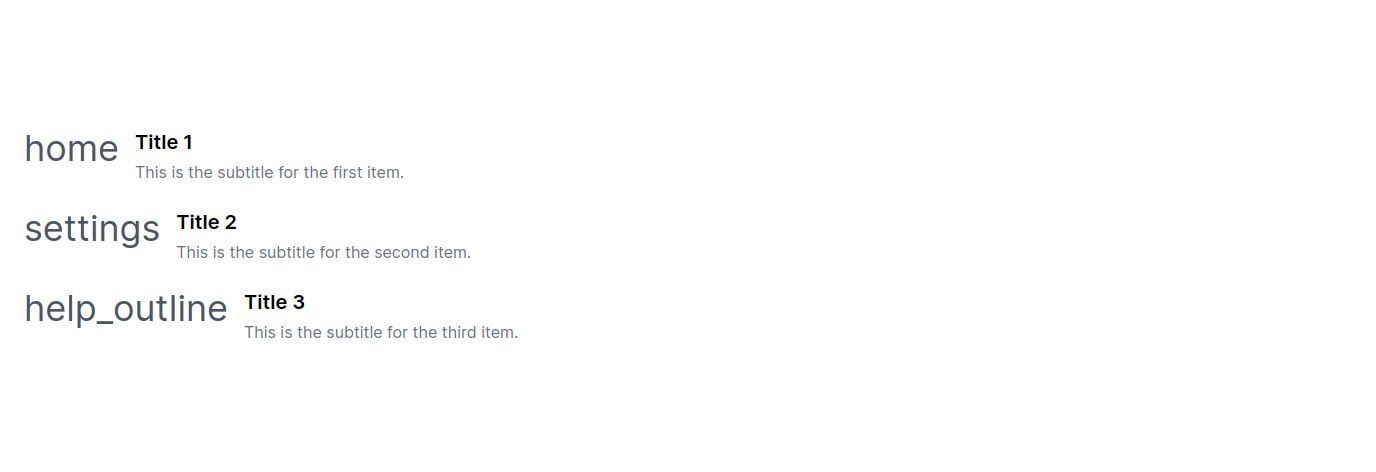 home Title 1
This is the subtitle for the first item.
settings Title 2
This is the subtitle for the second item.
help_outline Title 3
This is the subtitle for the third item.